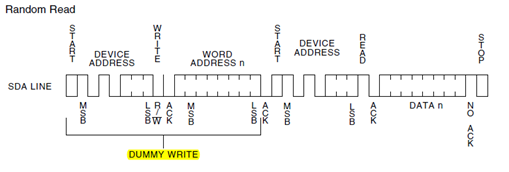 Random Read
START
DEVICE
ADDRESS
WRITE
WORD
ADDRESS n
START
DEVICE
ADDRESS
READ
STOP
SDA LINE
MSB
LSB
R/W
ACK
MSB
LSB
ACK
MSB
LSB
ACK
DATA n
NO ACK
DUMMY WRITE